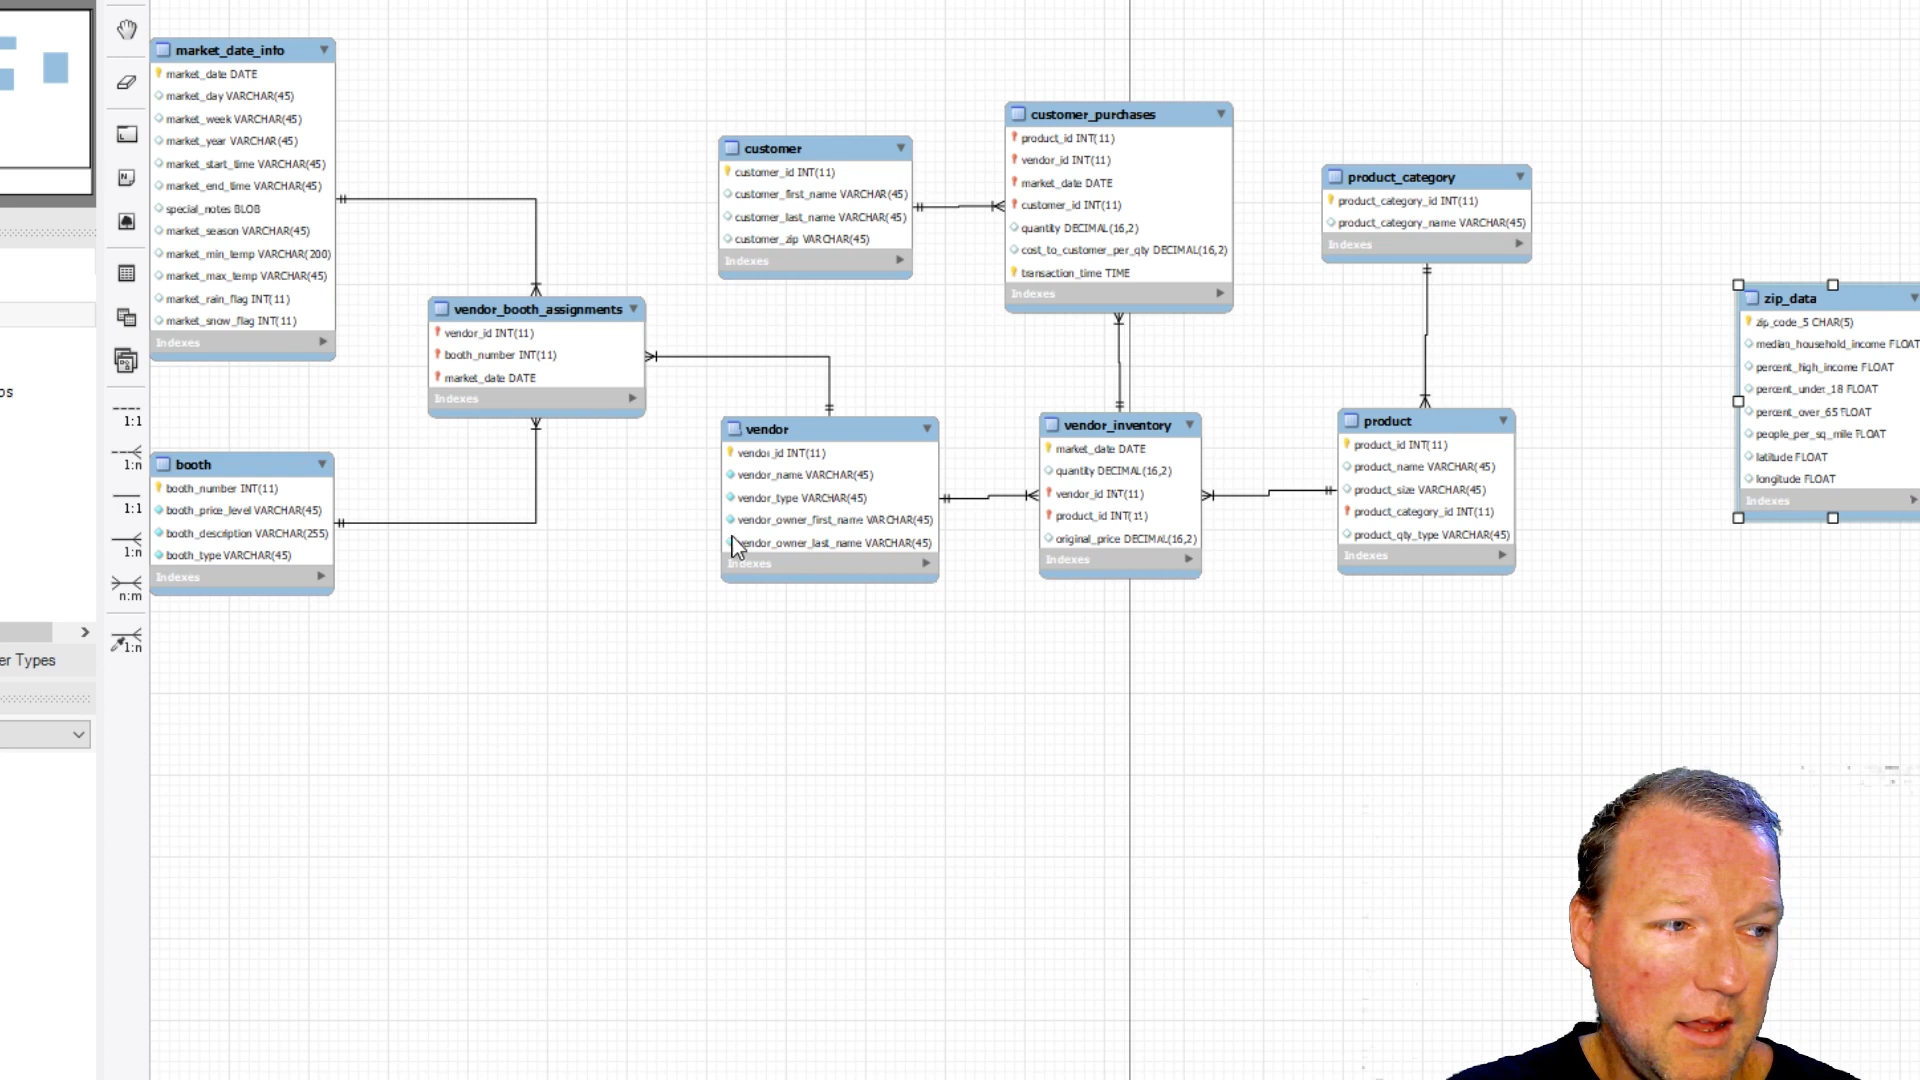 market_date_info
market_date DATE
market_day VARCHAR(45)
market_week VARCHAR(45)
market_year VARCHAR(45)
market_start_time VARCHAR(45)
market_end_time VARCHAR(45)
special_notes BLOB
market_season VARCHAR(45)
market_min_temp VARCHAR(200)
market_max_temp VARCHAR(45)
market_rain_flag INT(11)
market_snow_flag INT(11)
Indexes
booth
booth_number INT(11)
booth_price_level VARCHAR(45)
booth_description VARCHAR(255)
booth_type VARCHAR(45)
Indexes
vendor_booth_assignments
vendor_id INT(11)
booth_number INT(11)
market_date DATE
Indexes
customer
customer_id INT(11)
customer_first_name VARCHAR(45)
customer_last_name VARCHAR(45)
customer_zip VARCHAR(45)
Indexes
vendor
vendor_id INT(11)
vendor_name VARCHAR(45)
vendor_type VARCHAR(45)
vendor_owner_first_name VARCHAR(45)
vendor_owner_last_name VARCHAR(45)
Indexes
customer_purchases
product_id INT(11)
vendor_id INT(11)
market_date DATE
customer_id INT(11)
quantity DECIMAL(16,2)
cost_to_customer_per_qty DECIMAL(16,2)
transaction_time TIME
Indexes
vendor_inventory
market_date DATE
quantity DECIMAL(16,2)
vendor_id INT(11)
product_id INT(11)
original_price DECIMAL(16,2)
Indexes
product_category
product_category_id INT(11)
product_category_name VARCHAR(45)
Indexes
product
product_id INT(11)
product_name VARCHAR(45)
product_size VARCHAR(45)
product_category_id INT(11)
product_qty_type VARCHAR(45)
Indexes
zip_data
zip_code_5 CHAR(5)
median_household_income FLOAT
percent_high_income FLOAT
percent_under_18 FLOAT
percent_over_65 FLOAT
people_per_sq_mile FLOAT
latitude FLOAT
longitude FLOAT
Indexes
1:1
1:n
1:1
1:n
n:m
1:n
os
er Types